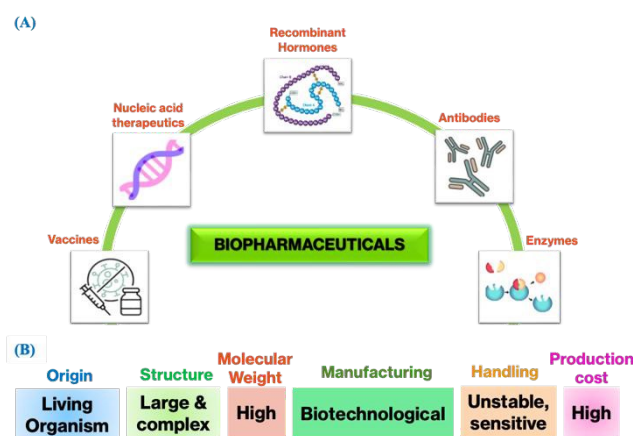 (A)
Recombinant
Hormones
Nucleic acid
therapeutics
Antibodies
Vaccines
BIOPHARMACEUTICALS
Enzymes
(B)
Origin
Structure
Molecular
Weight
Manufacturing
Handling
Production
cost
Living
Organism
Large &
complex
High
Biotechnological
Unstable,
sensitive
High